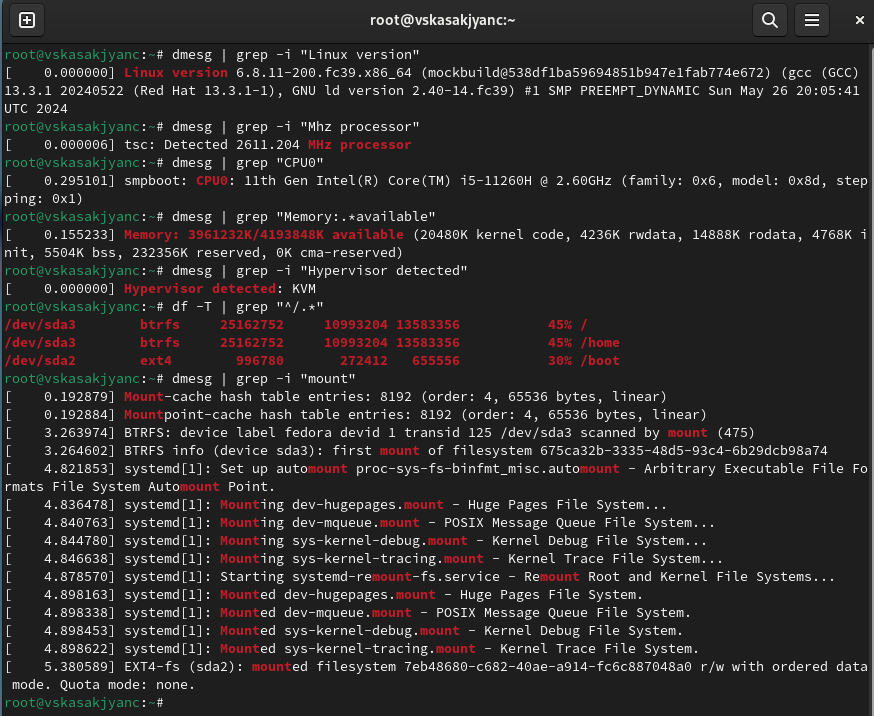 root@vskasakjyanc:~
root@vskasakjyanc:~# dmesg | grep -i "Linux version"
[    0.000000] Linux version 6.8.11-200.fc39.x86_64 (mockbuild@538df1ba59694851b947e1fab774e672) (gcc (GCC)
13.3.1 20240522 (Red Hat 13.3.1-1), GNU ld version 2.40-14.fc39) #1 SMP PREEMPT_DYNAMIC Sun May 26 20:05:41
UTC 2024
root@vskasakjyanc:~# dmesg | grep -i "Mhz processor"
[    0.000006] tsc: Detected 2611.204 MHz processor
root@vskasakjyanc:~# dmesg | grep "CPU0"
[    0.295101] smpboot: CPU0: 11th Gen Intel(R) Core(TM) i5-11260H @ 2.60GHz (family: 0x6, model: 0x8d, step
ping: 0x1)
root@vskasakjyanc:~# dmesg | grep "Memory:.*available"
[    0.155233] Memory: 3961232K/4193848K available (20480K kernel code, 4236K rwdata, 14888K rodata, 4768K i
nit, 5504K bss, 232356K reserved, 0K cma-reserved)
root@vskasakjyanc:~# dmesg | grep -i "Hypervisor detected"
[    0.000000] Hypervisor detected: KVM
root@vskasakjyanc:~# df -T | grep "^/.*"
/dev/sda3        btrfs     25162752     10993204 13583356           45% /
/dev/sda3        btrfs     25162752     10993204 13583356           45% /home
/dev/sda2        ext4        996780       272412   655556           30% /boot
root@vskasakjyanc:~# dmesg | grep -i "mount"
[    0.192879] Mount-cache hash table entries: 8192 (order: 4, 65536 bytes, linear)
[    0.192884] Mountpoint-cache hash table entries: 8192 (order: 4, 65536 bytes, linear)
[    3.263974] BTRFS: device label fedora devid 1 transid 125 /dev/sda3 scanned by mount (475)
[    3.264602] BTRFS info (device sda3): first mount of filesystem 675ca32b-3335-48d5-93c4-6b29dcb98a74
[    4.821853] systemd[1]: Set up automount proc-sys-fs-binfmt_misc.automount - Arbitrary Executable File Fo
rmats File System Automount Point.
[    4.836478] systemd[1]: Mounting dev-hugepages.mount - Huge Pages File System...
[    4.840763] systemd[1]: Mounting dev-mqueue.mount - POSIX Message Queue File System...
[    4.844780] systemd[1]: Mounting sys-kernel-debug.mount - Kernel Debug File System...
[    4.846638] systemd[1]: Mounting sys-kernel-tracing.mount - Kernel Trace File System...
[    4.878570] systemd[1]: Starting systemd-remount-fs.service - Remount Root and Kernel File Systems...
[    4.898163] systemd[1]: Mounted dev-hugepages.mount - Huge Pages File System.
[    4.898338] systemd[1]: Mounted dev-mqueue.mount - POSIX Message Queue File System.
[    4.898453] systemd[1]: Mounted sys-kernel-debug.mount - Kernel Debug File System.
[    4.898622] systemd[1]: Mounted sys-kernel-tracing.mount - Kernel Trace File System.
[    5.380589] EXT4-fs (sda2): mounted filesystem 7eb48680-c682-40ae-a914-fc6c887048a0 r/w with ordered data
 mode. Quota mode: none.
root@vskasakjyanc:~#